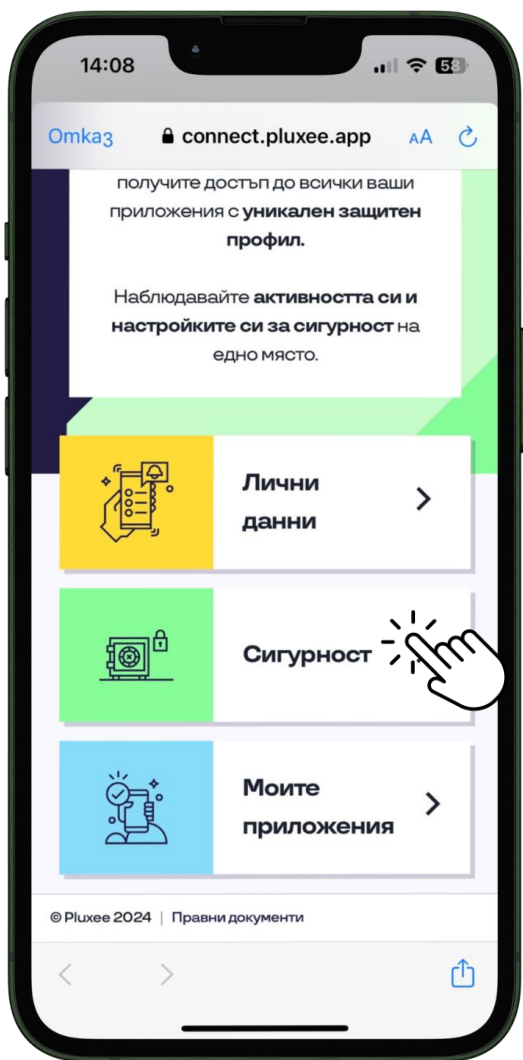 14:08
58
Отказ connect.pluxee.app AA
получите достъп до всички ваши
приложения с уникален защитен
профил.
Наблюдавайте активността си и
настройките си за сигурност на
едно място.
Лични
данни
Сигурност
Моите
приложения
© Pluxee 2024 | Правни документи